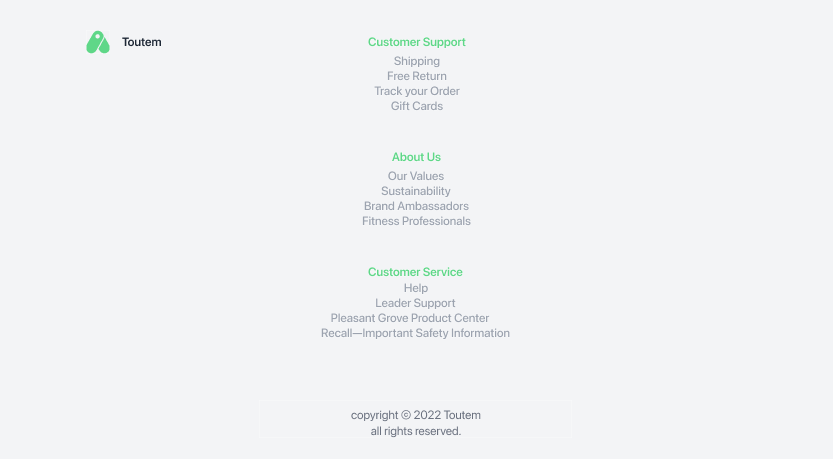 Toutem
Customer Support
Shipping
Free Return
Track your Order
Gift Cards
About Us
Our Values
Sustainability
Brand Ambassadors
Fitness Professionals
Customer Service
Help
Leader Support
Pleasant Grove Product Center
Recall—Important Safety Information
copyright © 2022 Toutem
all rights reserved.